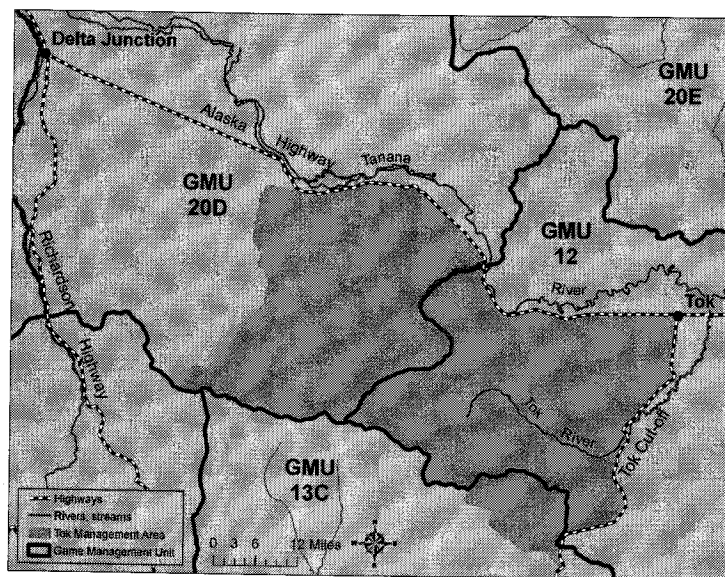 Delta Junction
GMU
20E
Alaska
Highway
Tanana
GMU
20D
GMU
12
River
Tok
Richardson
Highway
Tok
River
Tok Cut-off
GMU
13C
Highways
Rivers, streams
Tok Management Area
Game Management Unit
0 3 6 12 Miles
N
W E
S